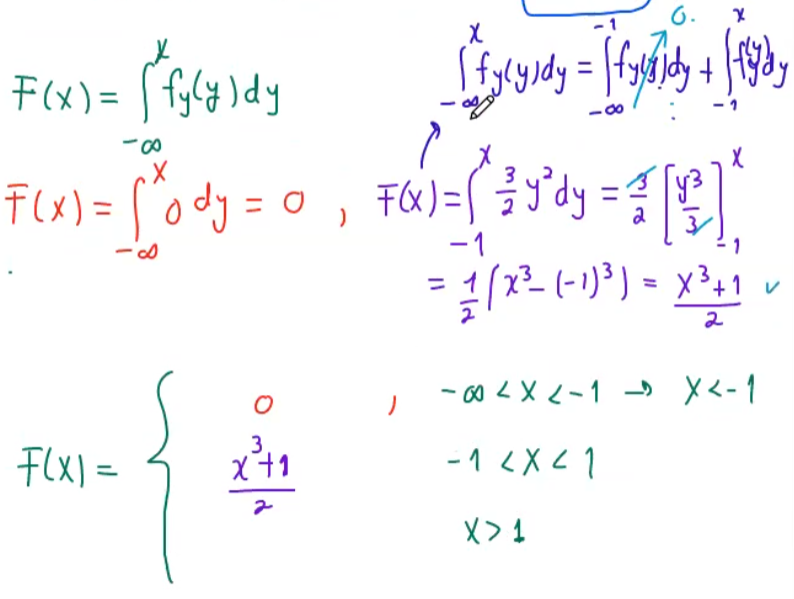 F(x) = ∫_{-∞}^{x} f_y(y) dy
∫_{-∞}^{x} f_y(y) dy = ∫_{-∞}^{-1} f_y(y) dy + ∫_{-1}^{x} f_y(y) dy
0.
F(x) = ∫_{-∞}^{x} 0 dy = 0 ,
F(x) = ∫_{-1}^{x} 3/2 y² dy = 3/2 [y³/3]_{-1}^{x}
= 1/2 (x³ - (-1)³) = (x³+1)/2 ✓
F(x) = {
0 , -∞ < x < -1 → x < -1
(x³+1)/2 -1 < x < 1
x > 1